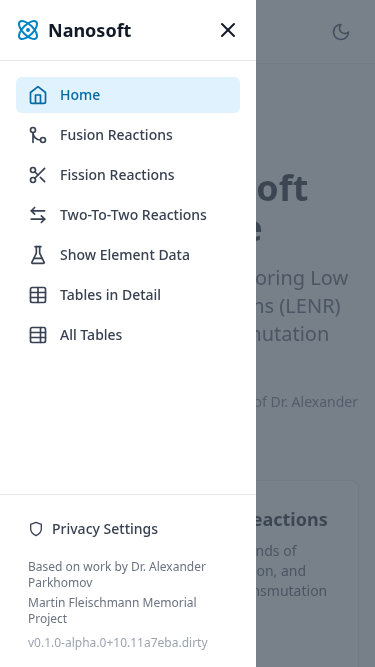 Nanosoft
Home
Fusion Reactions
Fission Reactions
Two-To-Two Reactions
Show Element Data
Tables in Detail
All Tables
Privacy Settings
Based on work by Dr. Alexander
Parkhomov
Martin Fleischmann Memorial
Project
v0.1.0-alpha.0+10.11a7eba.dirty
oft
e
oring Low
ns (LENR)
nutation
of Dr. Alexander
eactions
nds of
on, and
nsmutation